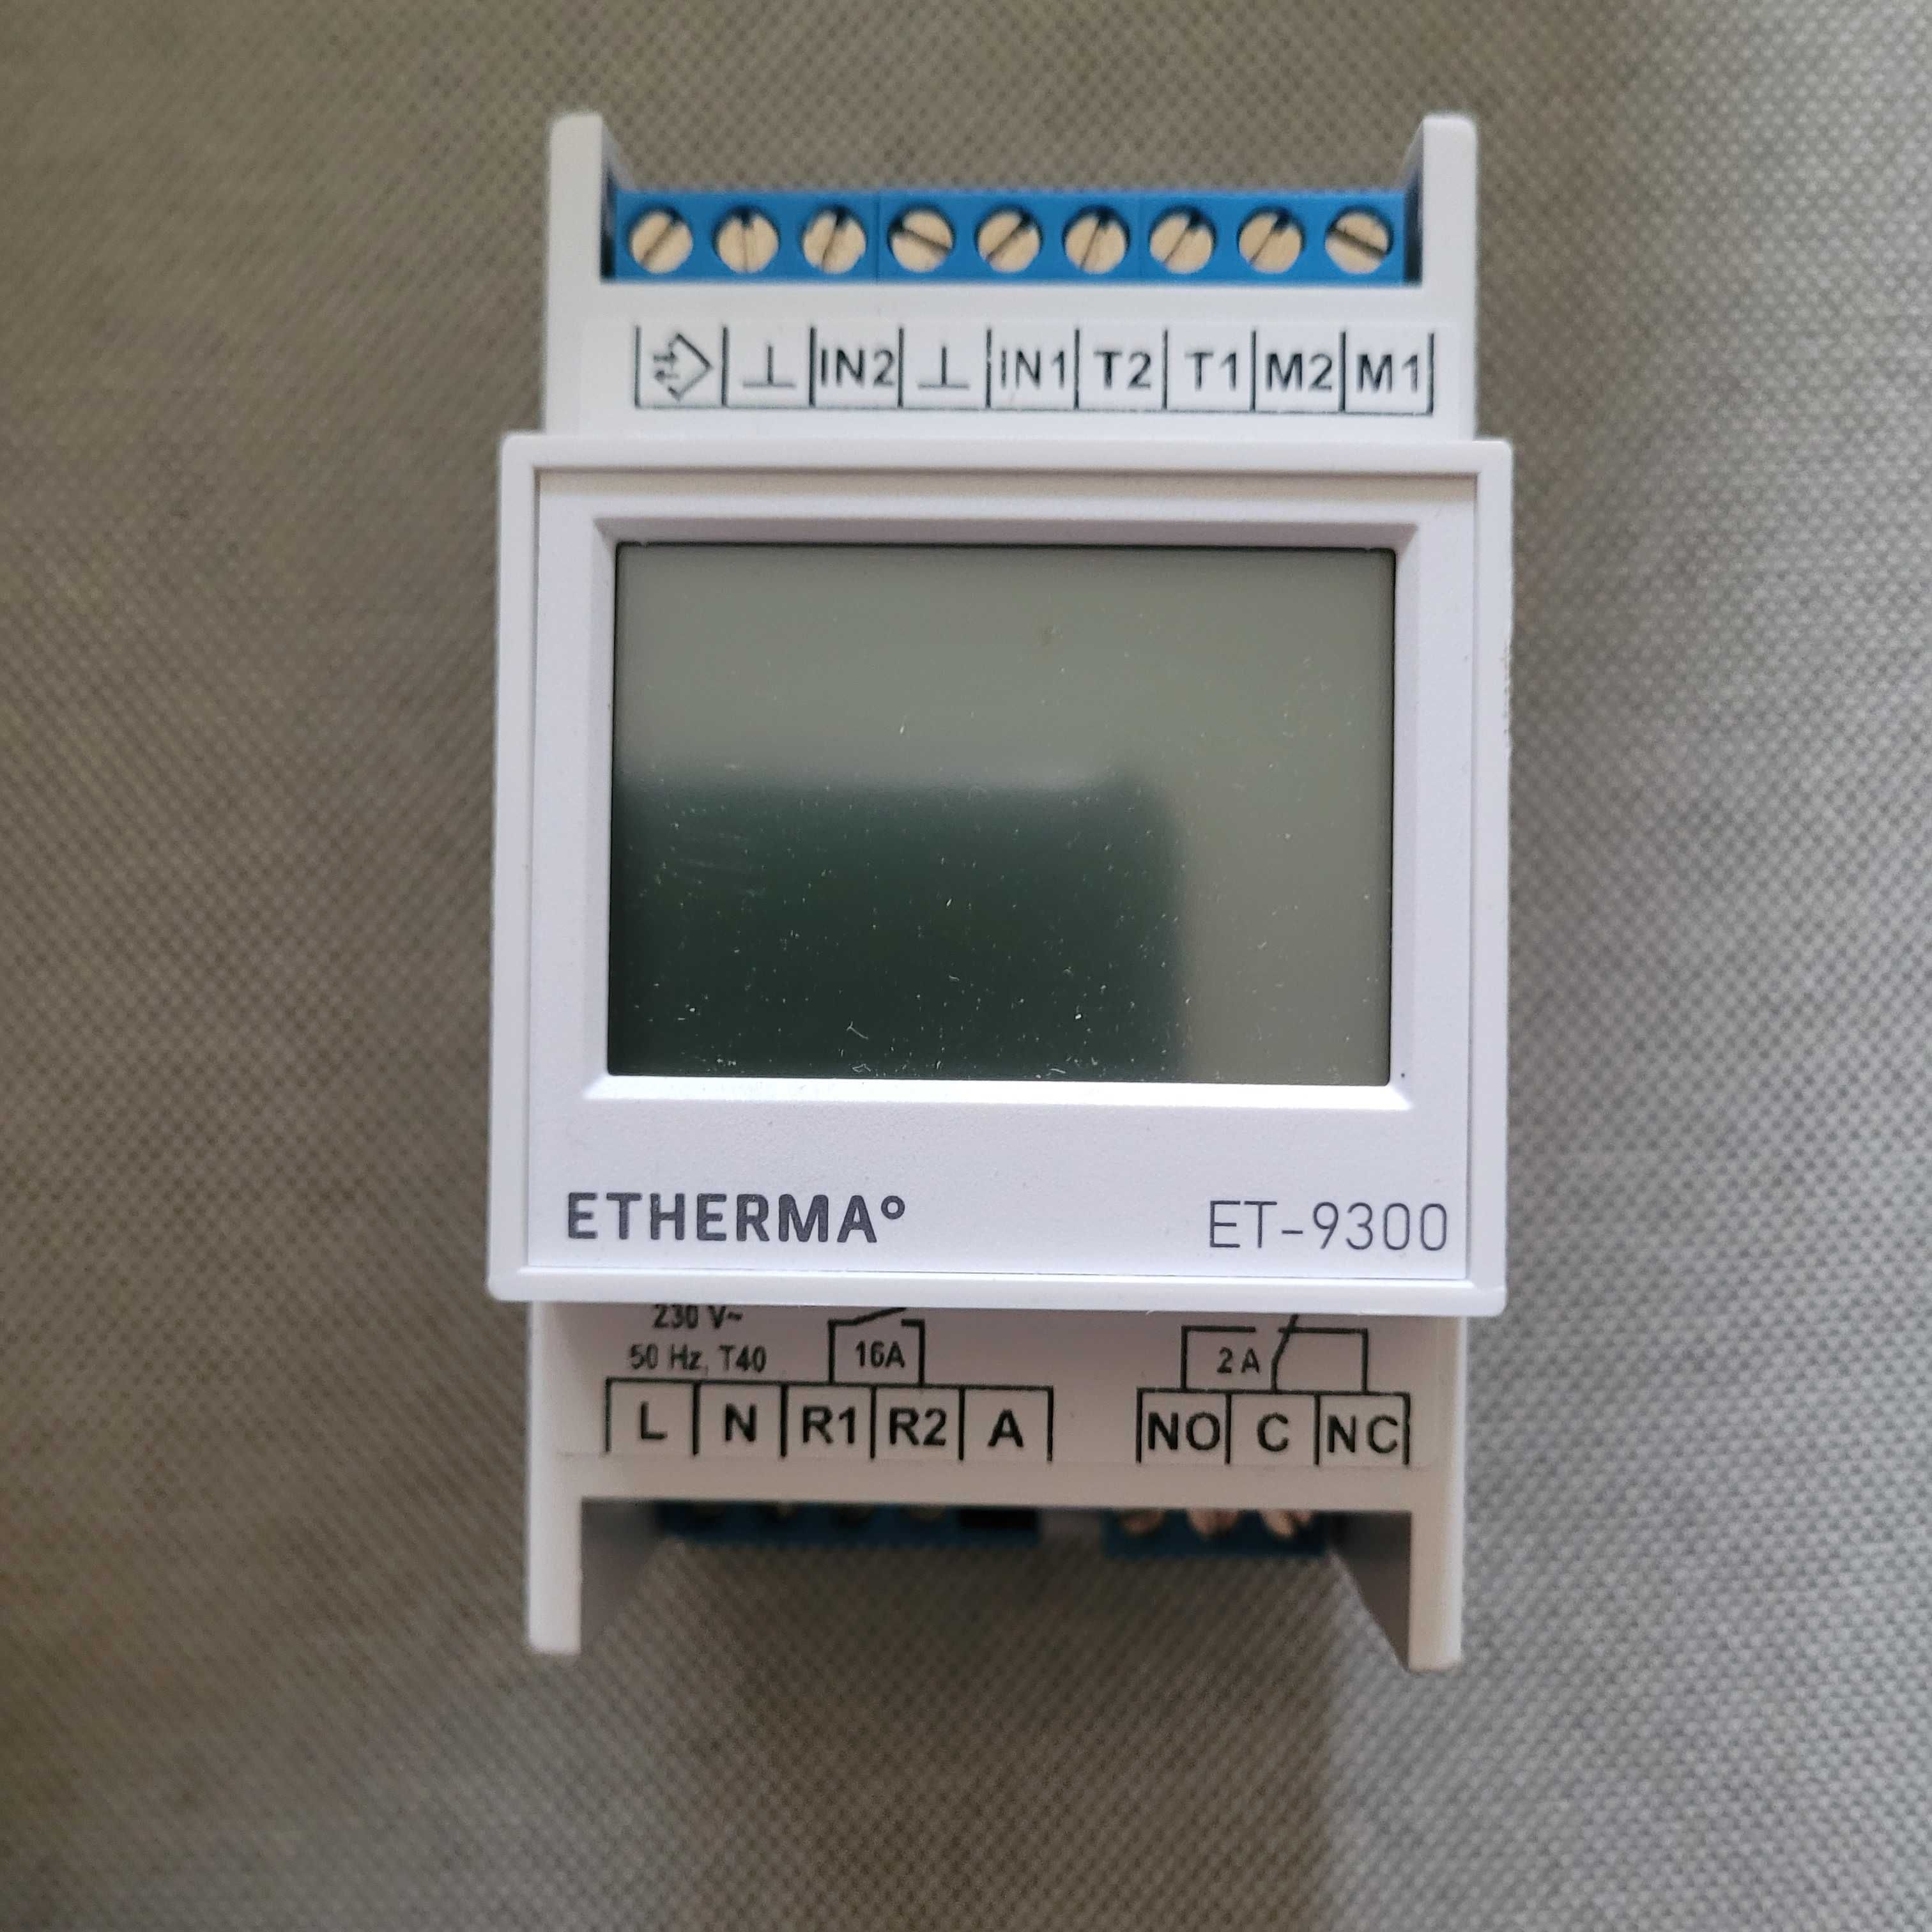 ⊥ IN2 ⊥ IN1 T2 T1 M2 M1
ETHERMA° ET-9300
230 V~
50 Hz, T40 16A 2 A
L N R1 R2 A NO C NC